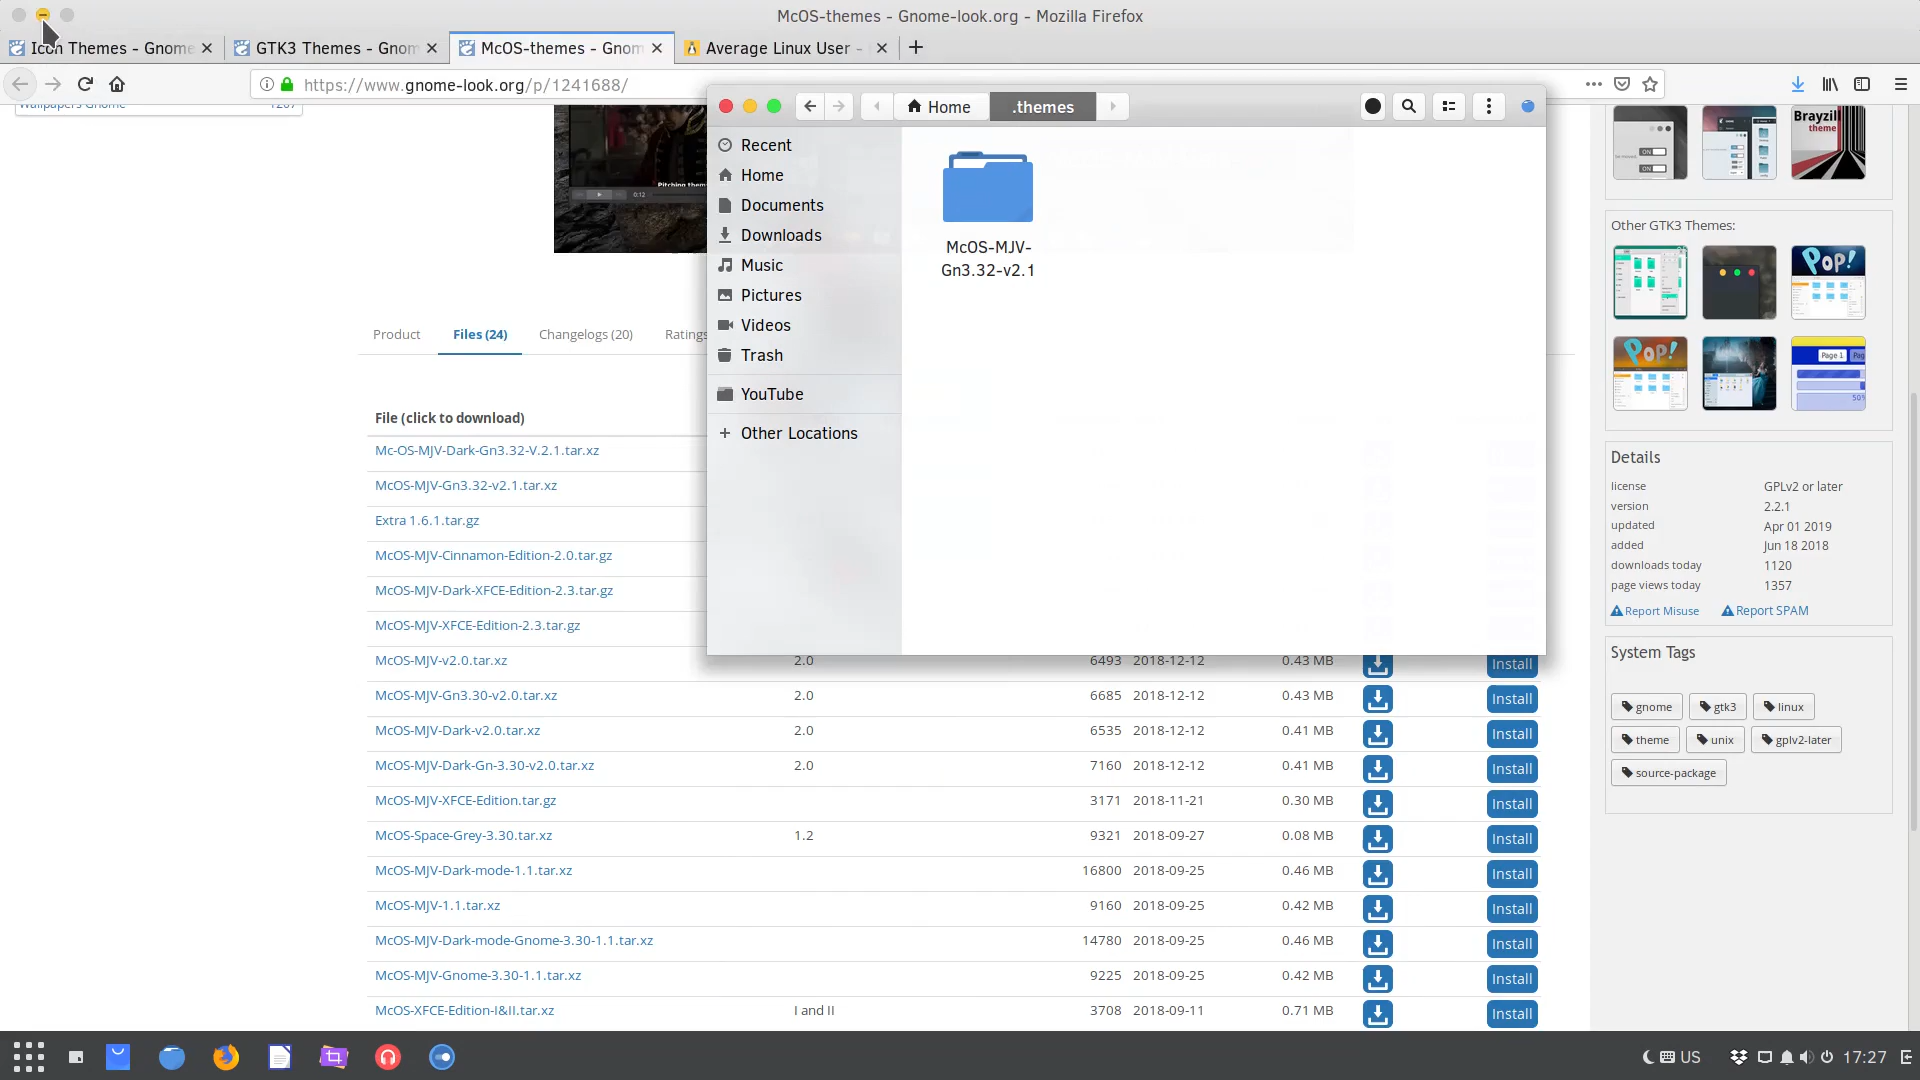 McOS-themes - Gnome-look.org - Mozilla Firefox
Icon Themes - Gnome
GTK3 Themes - Gnom
McOS-themes - Gnom
Average Linux User -
https://www.gnome-look.org/p/1241688/
Wallpapers Gnome 1287
Home
.themes
Recent
Home
Documents
Downloads
Music
Pictures
Videos
Trash
YouTube
Other Locations
McOS-MJV-
Gn3.32-v2.1
Pitching them
0:12
Product
Files (24)
Changelogs (20)
Ratings
File (click to download)
Mc-OS-MJV-Dark-Gn3.32-V.2.1.tar.xz
McOS-MJV-Gn3.32-v2.1.tar.xz
Extra 1.6.1.tar.gz
McOS-MJV-Cinnamon-Edition-2.0.tar.gz
McOS-MJV-Dark-XFCE-Edition-2.3.tar.gz
McOS-MJV-XFCE-Edition-2.3.tar.gz
McOS-MJV-v2.0.tar.xz 2.0 6493 2018-12-12 0.43 MB Install
McOS-MJV-Gn3.30-v2.0.tar.xz 2.0 6685 2018-12-12 0.43 MB Install
McOS-MJV-Dark-v2.0.tar.xz 2.0 6535 2018-12-12 0.41 MB Install
McOS-MJV-Dark-Gn-3.30-v2.0.tar.xz 2.0 7160 2018-12-12 0.41 MB Install
McOS-MJV-XFCE-Edition.tar.gz 3171 2018-11-21 0.30 MB Install
McOS-Space-Grey-3.30.tar.xz 1.2 9321 2018-09-27 0.08 MB Install
McOS-MJV-Dark-mode-1.1.tar.xz 16800 2018-09-25 0.46 MB Install
McOS-MJV-1.1.tar.xz 9160 2018-09-25 0.42 MB Install
McOS-MJV-Dark-mode-Gnome-3.30-1.1.tar.xz 14780 2018-09-25 0.46 MB Install
McOS-MJV-Gnome-3.30-1.1.tar.xz 9225 2018-09-25 0.42 MB Install
McOS-XFCE-Edition-I&II.tar.xz I and II 3708 2018-09-11 0.71 MB Install
ON
ON
Brayzill
theme
Other GTK3 Themes:
Pop!
Pop!
Page 1 Pag
50%
Details
license GPLv2 or later
version 2.2.1
updated Apr 01 2019
added Jun 18 2018
downloads today 1120
page views today 1357
Report Misuse Report SPAM
System Tags
gnome gtk3 linux
theme unix gplv2-later
source-package
US
17:27